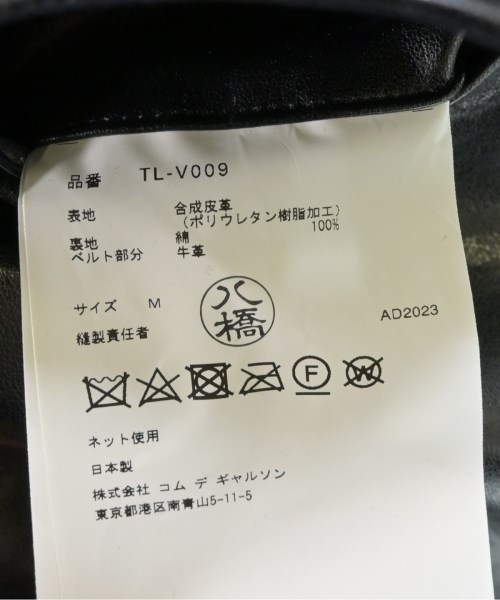 品番 TL-V009
表地 合成皮革
(ポリウレタン樹脂加工)
裏地 綿 100%
ベルト部分 牛革
サイズ M
八橋
縫製責任者
AD2023
F W
ネット使用
日本製
株式会社 コム デ ギャルソン
東京都港区南青山5-11-5